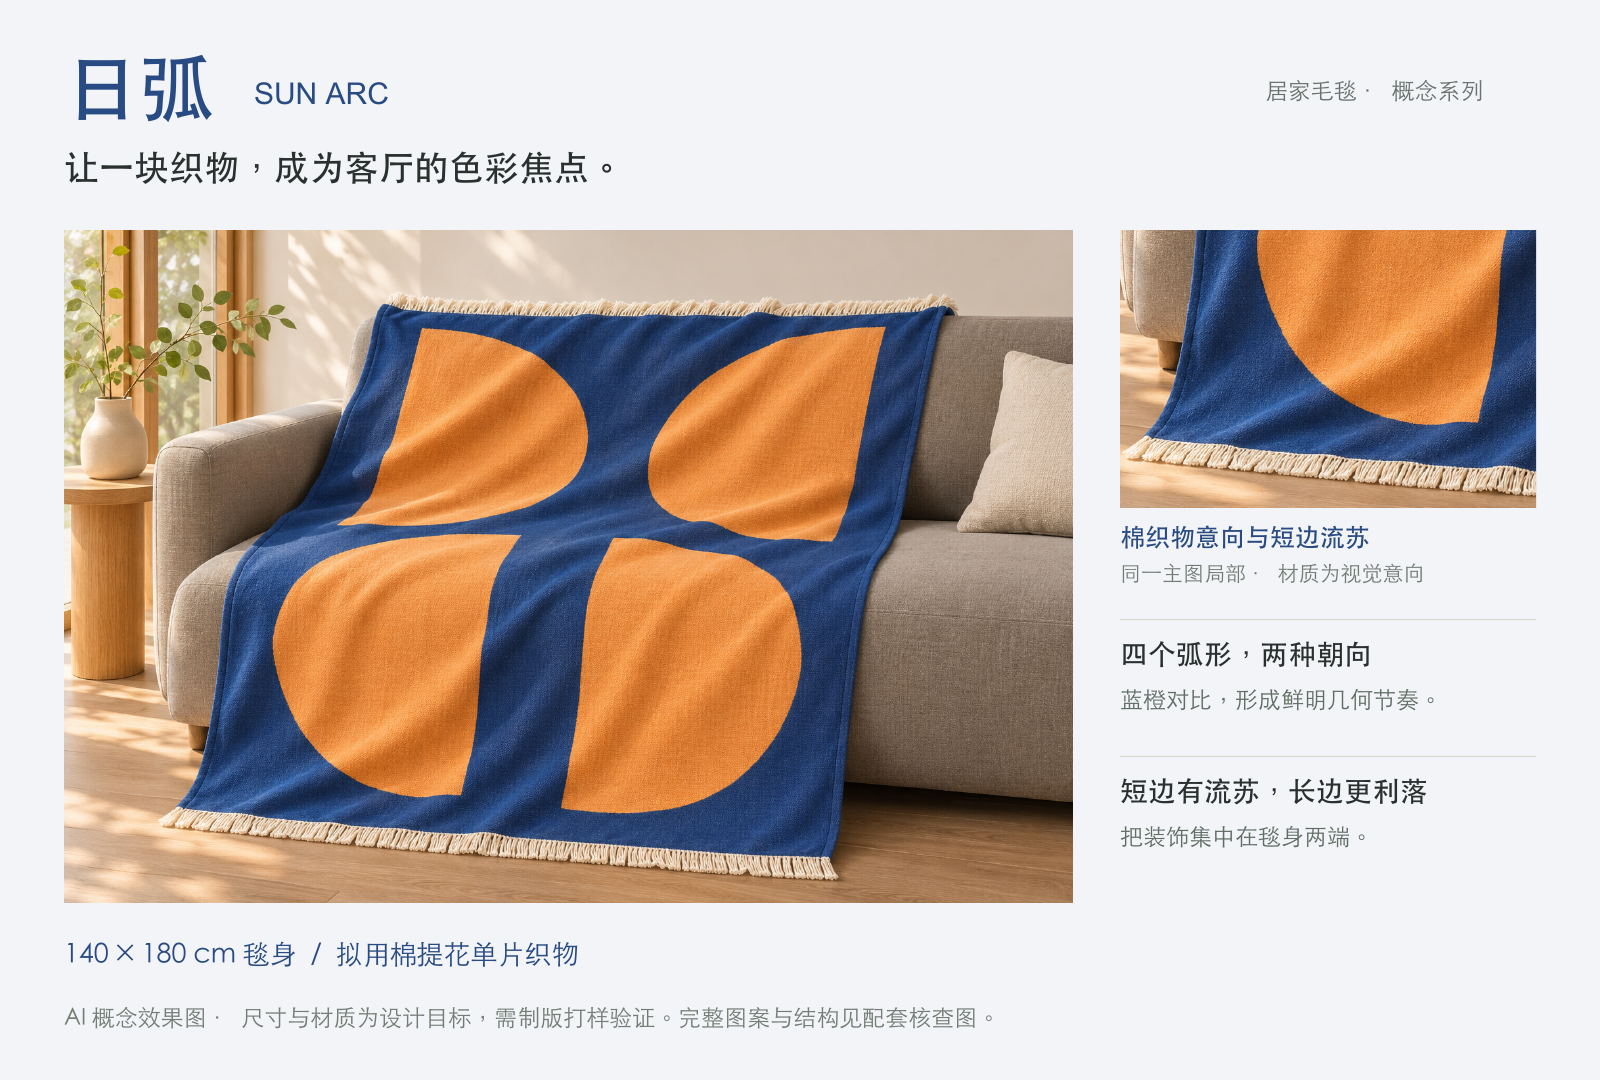 日弧 SUN ARC
居家毛毯 · 概念系列
让一块织物，成为客厅的色彩焦点。
棉织物意向与短边流苏
同一主图局部 · 材质为视觉意向
四个弧形，两种朝向
蓝橙对比，形成鲜明几何节奏。
短边有流苏，长边更利落
把装饰集中在毯身两端。
140 × 180 cm 毯身 / 拟用棉提花单片织物
AI 概念效果图 · 尺寸与材质为设计目标，需制版打样验证。完整图案与结构见配套核查图。